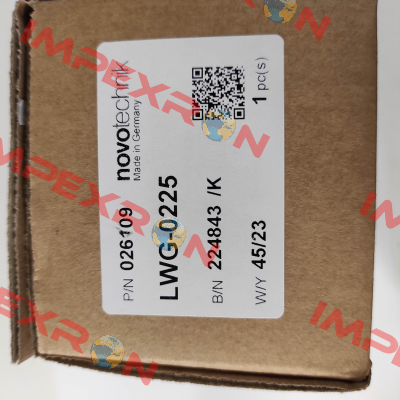 novotechnik
Made in Germany
P/N 026109
LWG-0225
B/N 224843 /K
W/Y 45/23
1 pc(s)
IMPEXRON
IMPEXRON
IMPEXRON